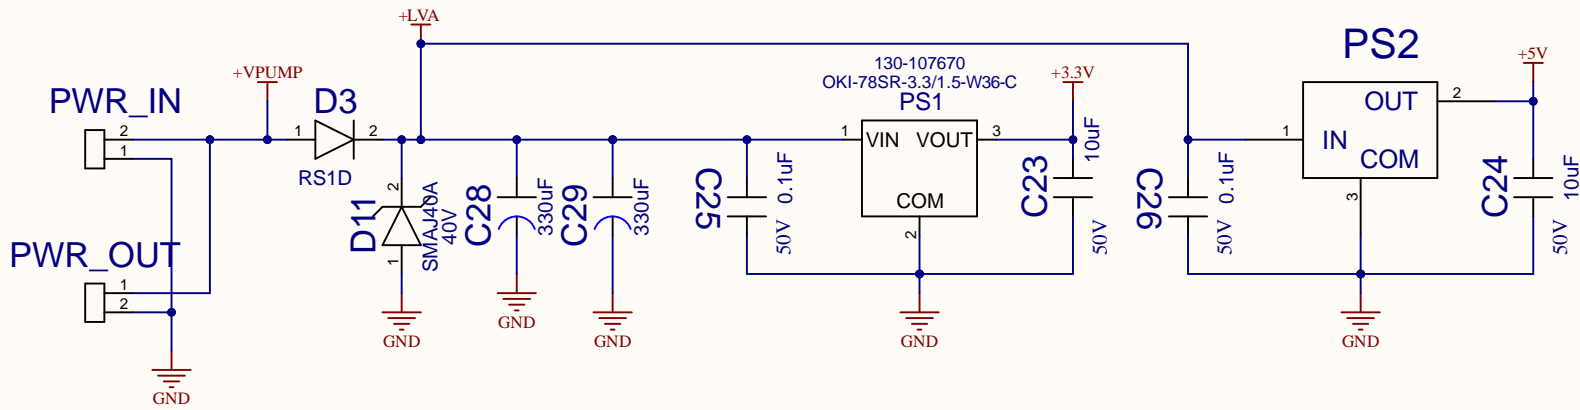 +LVA
+VPUMP
PWR_IN
2
1
PWR_OUT
1
2
GND
D3
1
2
RS1D
D11
2
1
SMAJ40A
40V
GND
C28
330uF
GND
C29
330uF
GND
C25
0.1uF
50V
130-107670
OKI-78SR-3.3/1.5-W36-C
PS1
1
VIN
VOUT
3
COM
2
GND
+3.3V
C23
10uF
50V
C26
0.1uF
50V
PS2
1
IN
OUT
2
COM
3
GND
+5V
C24
10uF
50V